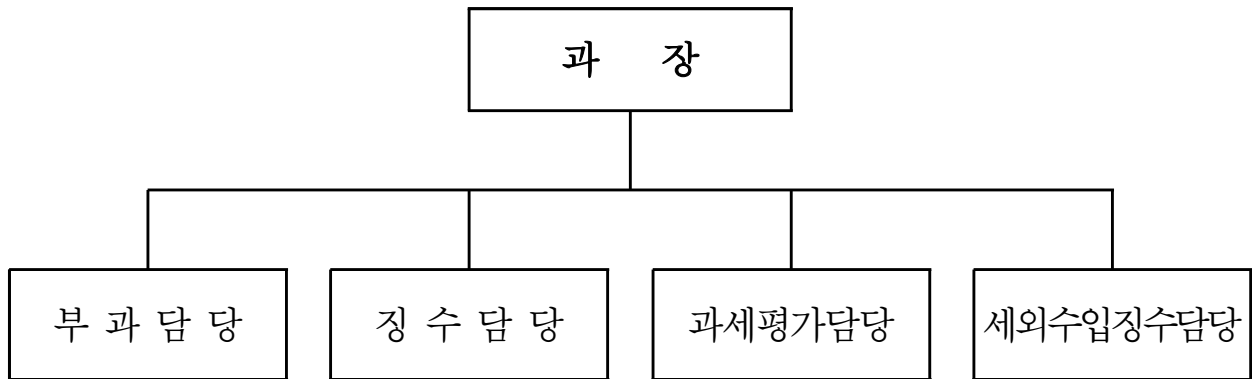 과 장
부 과 담 당
징 수 담 당
과세평가담당
세외수입징수담당